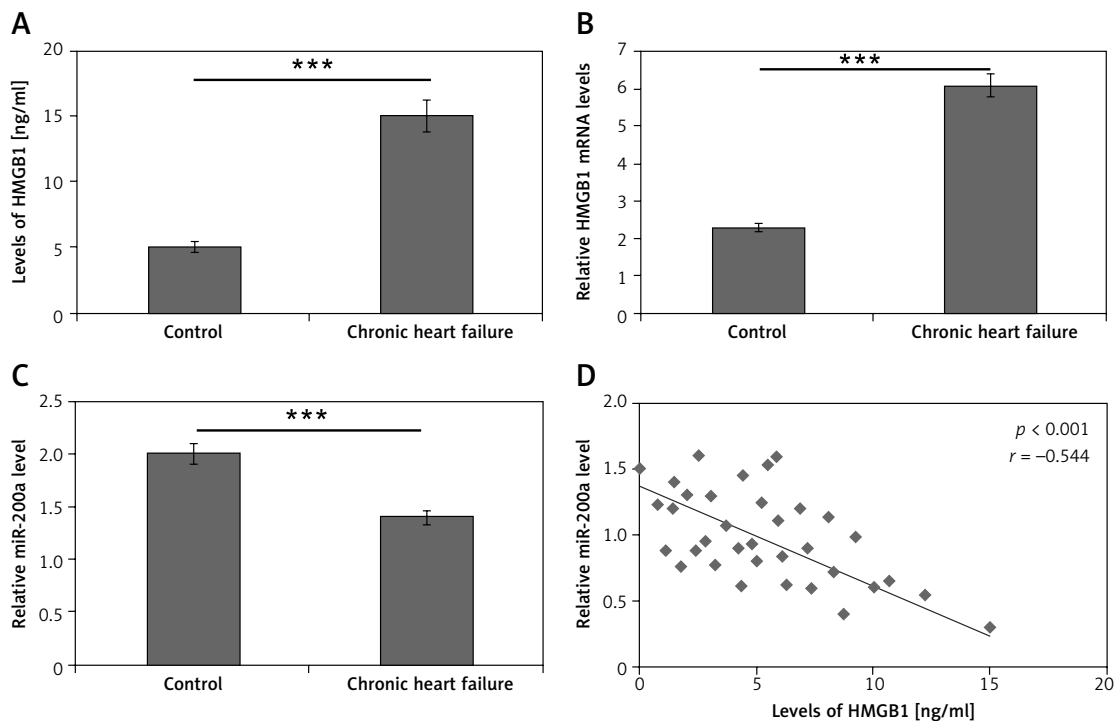 A
Levels of HMGB1 [ng/ml]
20
15
10
5
0
***
Control
Chronic heart failure
B
Relative HMGB1 mRNA levels
7
6
5
4
3
2
1
0
***
Control
Chronic heart failure
C
Relative miR-200a level
2.5
2.0
1.5
1.0
0.5
0
***
Control
Chronic heart failure
D
Relative miR-200a level
2.0
1.5
1.0
0.5
0
p < 0.001
r = –0.544
0 5 10 15 20
Levels of HMGB1 [ng/ml]